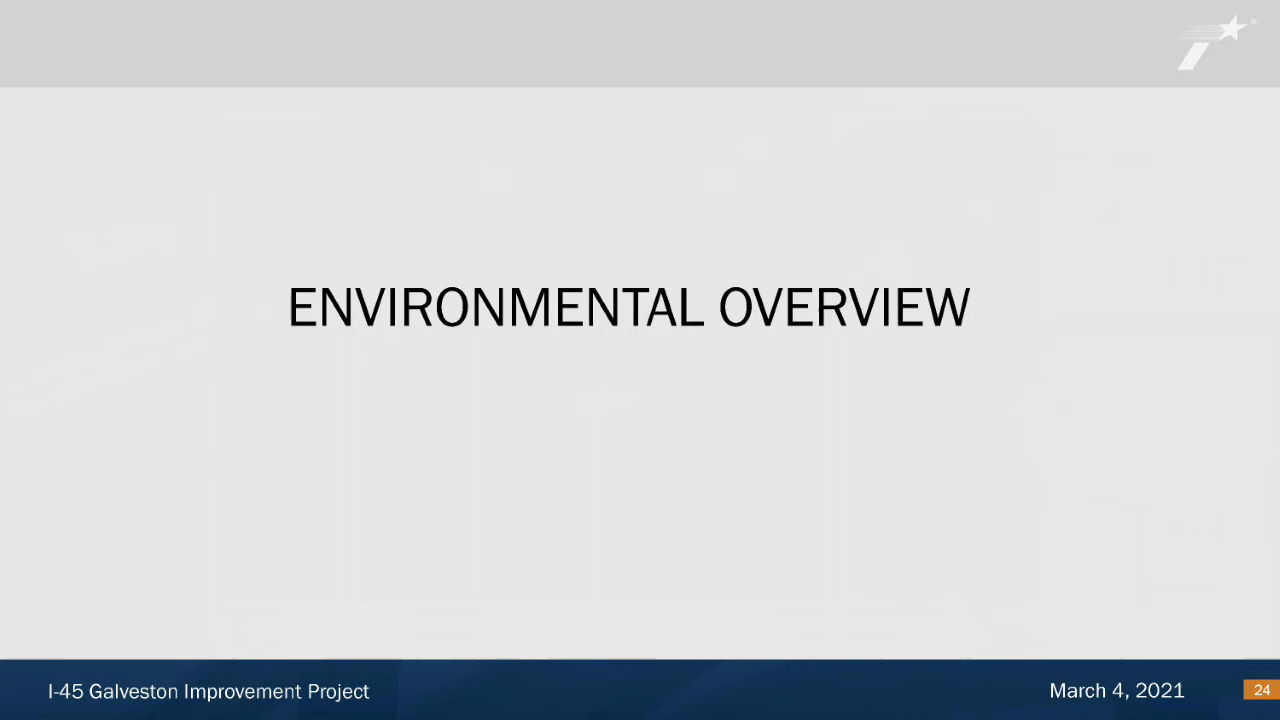 ENVIRONMENTAL OVERVIEW
I-45 Galveston Improvement Project
March 4, 2021
24